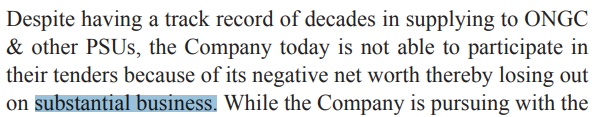 Despite having a track record of decades in supplying to ONGC
& other PSUs, the Company today is not able to participate in
their tenders because of its negative net worth thereby losing out
on substantial business. While the Company is pursuing with the